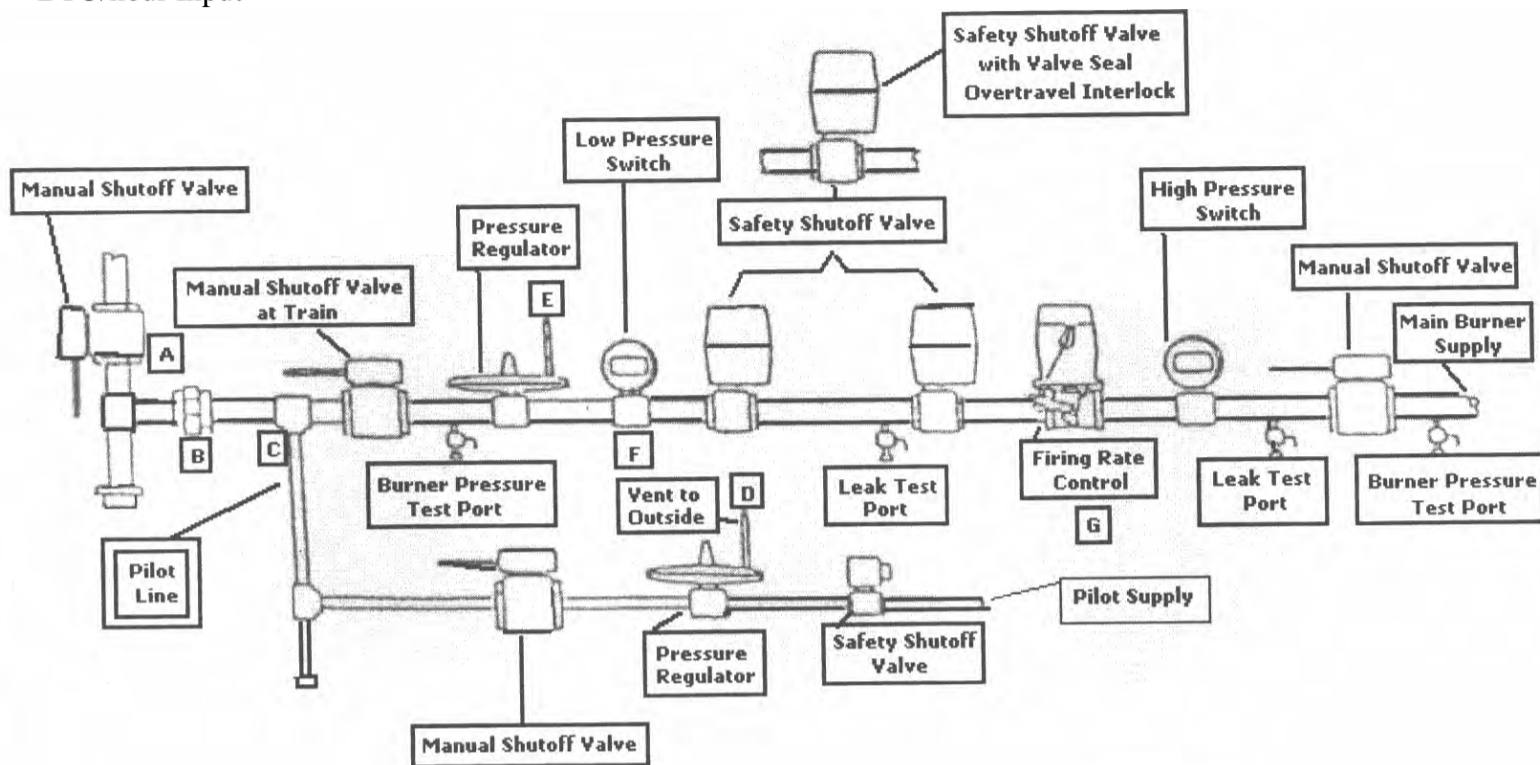 BTU/hour Input
Safety Shutoff Valve
with Valve Seal
Overtravel Interlock
Low Pressure
Switch
Manual Shutoff Valve
High Pressure
Switch
Pressure
Regulator
Safety Shutoff Valve
Manual Shutoff Valve
Manual Shutoff Valve
at Train
E
Main Burner
Supply
A
B
C
F
Burner Pressure
Test Port
Vent to
Outside
D
Leak Test
Port
Firing Rate
Control
G
Leak Test
Port
Burner Pressure
Test Port
Pilot
Line
Pilot Supply
Pressure
Regulator
Safety Shutoff
Valve
Manual Shutoff Valve